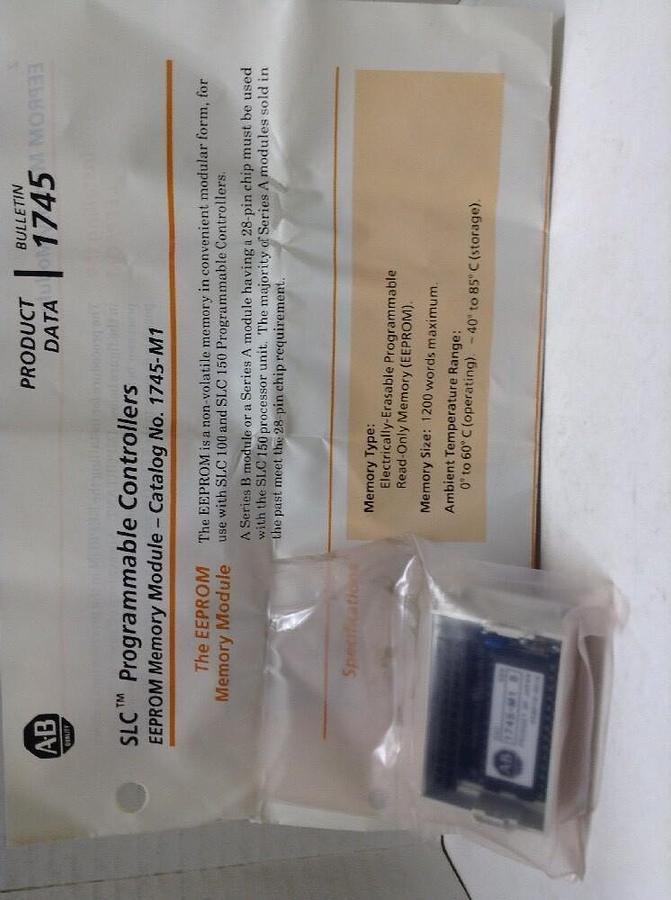 PRODUCT DATA
BULLETIN 1745
A-B
QUALITY
SLC™ Programmable Controllers
EEPROM Memory Module – Catalog No. 1745-M1
The EEPROM
Memory Module
The EEPROM is a non-volatile memory in convenient modular form, for
use with SLC 100 and SLC 150 Programmable Controllers.
A Series B module or a Series A module having a 28-pin chip must be used
with the SLC 150 processor unit. The majority of Series A modules sold in
the past meet the 28-pin chip requirement.
Specifications
Memory Type:
Electrically-Erasable Programmable
Read-Only Memory (EEPROM).
Memory Size: 1200 words maximum.
Ambient Temperature Range:
0° to 60° C (operating). – 40° to 85° C (storage).
AB
1745-M1 B